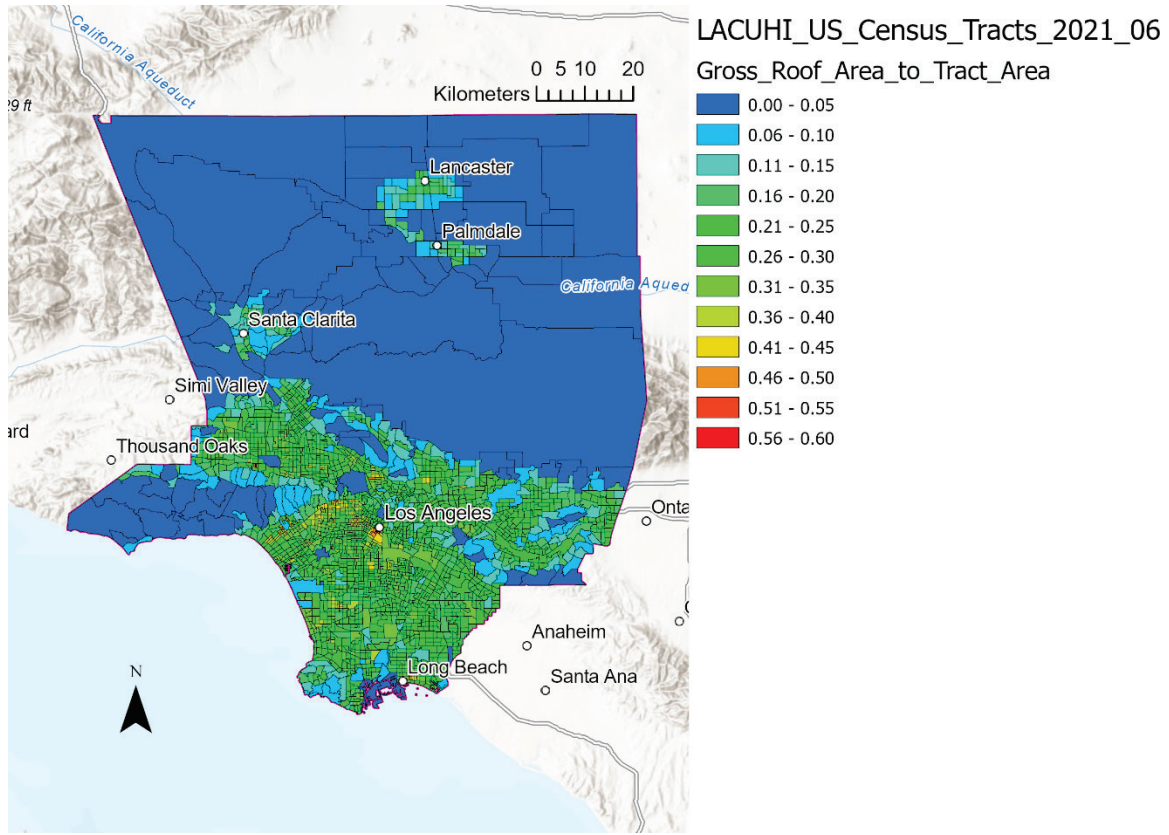 LACUHI_US_Census_Tracts_2021_06
Gross_Roof_Area_to_Tract_Area
0.00 - 0.05
0.06 - 0.10
0.11 - 0.15
0.16 - 0.20
0.21 - 0.25
0.26 - 0.30
0.31 - 0.35
0.36 - 0.40
0.41 - 0.45
0.46 - 0.50
0.51 - 0.55
0.56 - 0.60
California Aqueduct
0 5 10 20
Kilometers
29 ft
Lancaster
Palmdale
California Aqued
Santa Clarita
Simi Valley
ard
Thousand Oaks
Los Angeles
Onta
Anaheim
Long Beach
Santa Ana
N